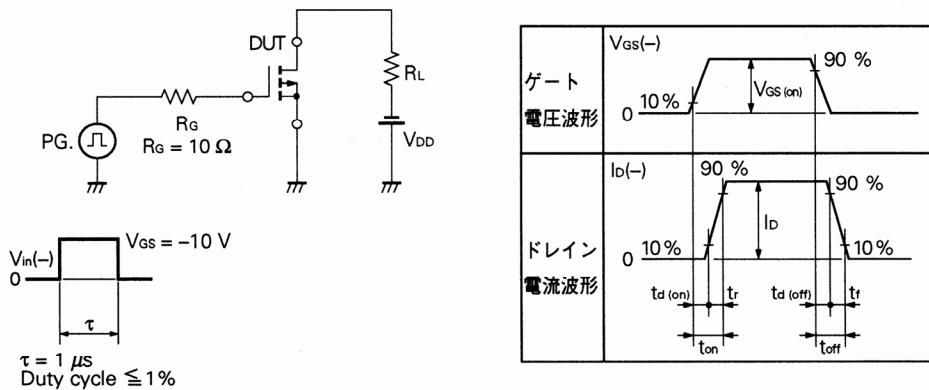 DUT
RL
RG
PG.
RG = 10 Ω
VDD
VGS = −10 V
Vin(−)
0
τ
τ = 1 μs
Duty cycle ≦ 1%
ゲート
電圧波形
VGS(−)
90 %
VGS (on)
10%
0
ドレイン
電流波形
ID(−)
90 %
90 %
ID
10%
10%
0
td (on)
tr
td (off)
tf
ton
toff